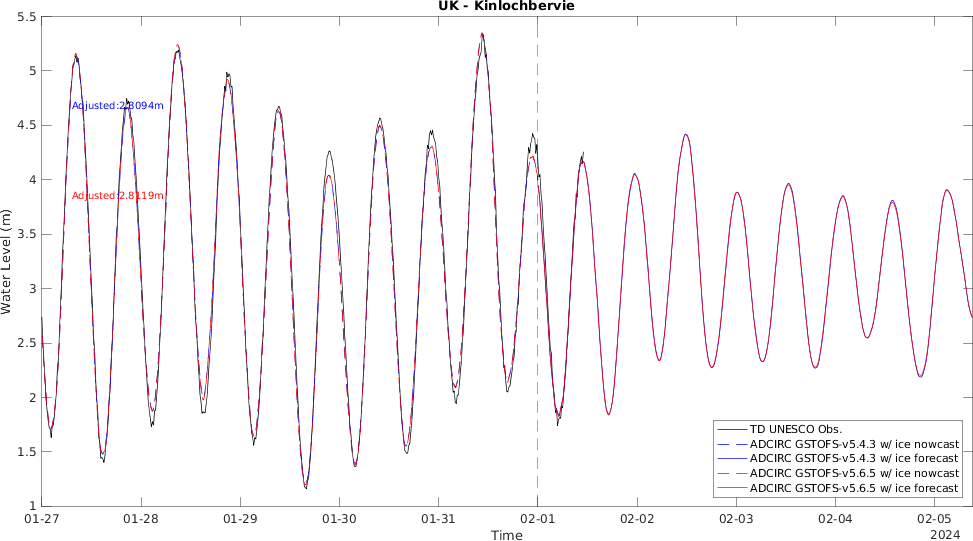 UK - Kinlochbervie
5.5
5
4.5
4
3.5
3
2.5
2
1.5
1
Water Level (m)
Adjusted:2.8094m
Adjusted:2.8119m
TD UNESCO Obs.
ADCIRC GSTOFS-v5.4.3 w/ ice nowcast
ADCIRC GSTOFS-v5.4.3 w/ ice forecast
ADCIRC GSTOFS-v5.6.5 w/ ice nowcast
ADCIRC GSTOFS-v5.6.5 w/ ice forecast
01-27 01-28 01-29 01-30 01-31 02-01 02-02 02-03 02-04 02-05
2024
Time